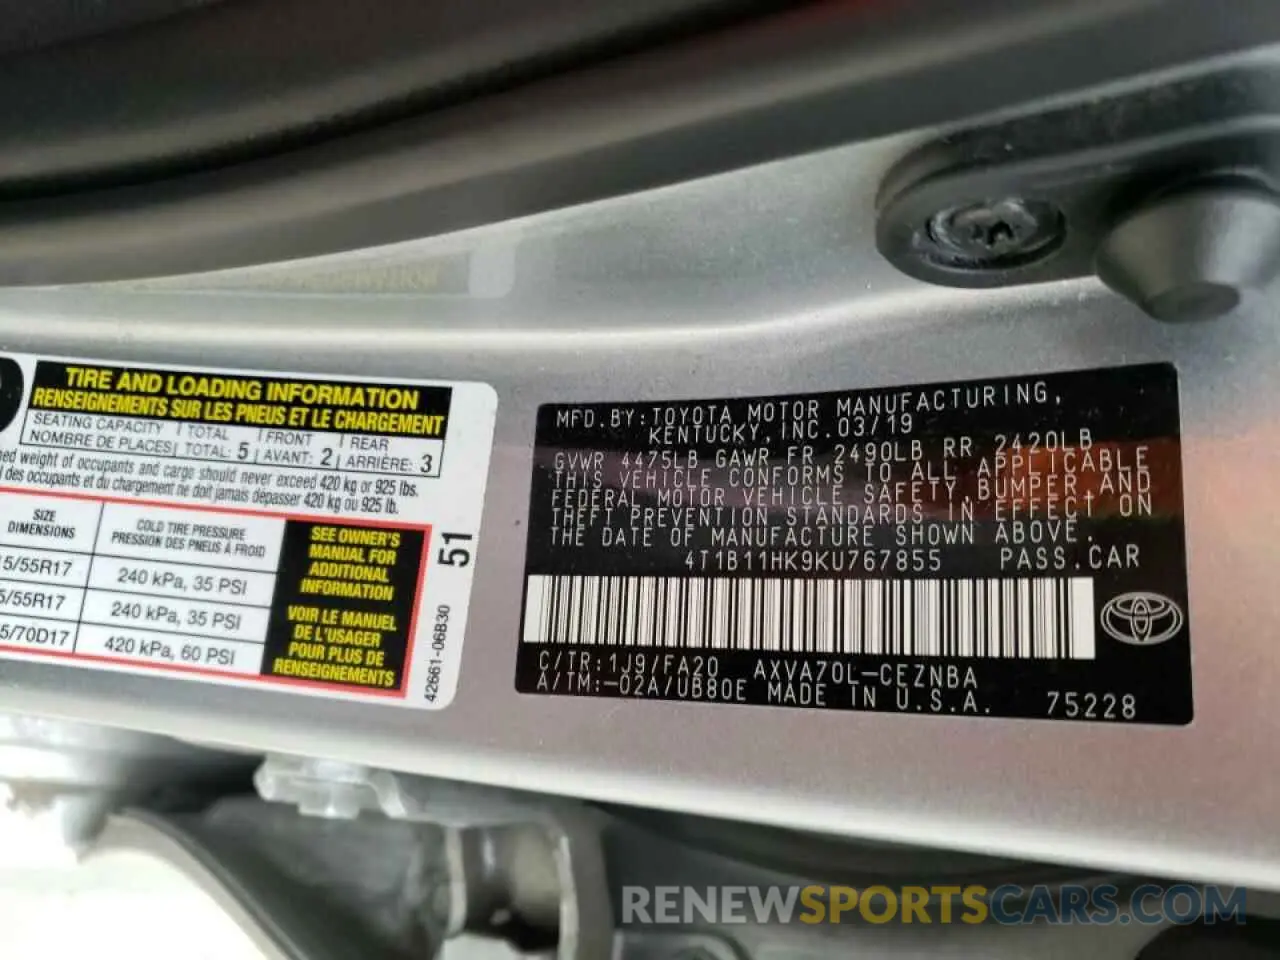 TIRE AND LOADING INFORMATION
RENSEIGNEMENTS SUR LES PNEUS ET LE CHARGEMENT
SEATING CAPACITY TOTAL FRONT REAR
NOMBRE DE PLACES TOTAL: 5 AVANT: 2 ARRIÈRE: 3
weight of occupants and cargo should never exceed 420 kg or 925 lbs.
des occupants et du chargement ne doit jamais dépasser 420 kg ou 925 lb.
SIZE
DIMENSIONS
COLD TIRE PRESSURE
PRESSION DES PNEUS À FROID
5/55R17 240 kPa, 35 PSI
5/55R17 240 kPa, 35 PSI
5/70D17 420 kPa, 60 PSI
SEE OWNER'S
MANUAL FOR
ADDITIONAL
INFORMATION
VOIR LE MANUEL
DE L'USAGER
POUR PLUS DE
RENSEIGNEMENTS
51
42661-06B30
MFD.BY:TOYOTA MOTOR MANUFACTURING,
KENTUCKY,INC.03/19
GVWR 4475LB GAWR FR 2490LB RR 2420LB
THIS VEHICLE CONFORMS TO ALL APPLICABLE
FEDERAL MOTOR VEHICLE SAFETY,BUMPER,AND
THEFT PREVENTION STANDARDS IN EFFECT ON
THE DATE OF MANUFACTURE SHOWN ABOVE.
4T1B11HK9KU767855 PASS.CAR
C/TR:1J9/FA20 AXVA70L-CEZNBA
A/TM:-02A/UB80E MADE IN U.S.A. 75228
RENEWSPORTSCARS.COM